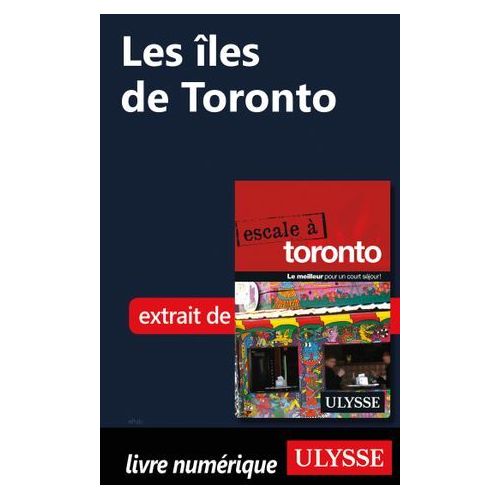 Les îles
de Toronto
escale à
toronto
Le meilleur pour un court séjour!
extrait de
ULYSSE
livre numérique
ULYSSE